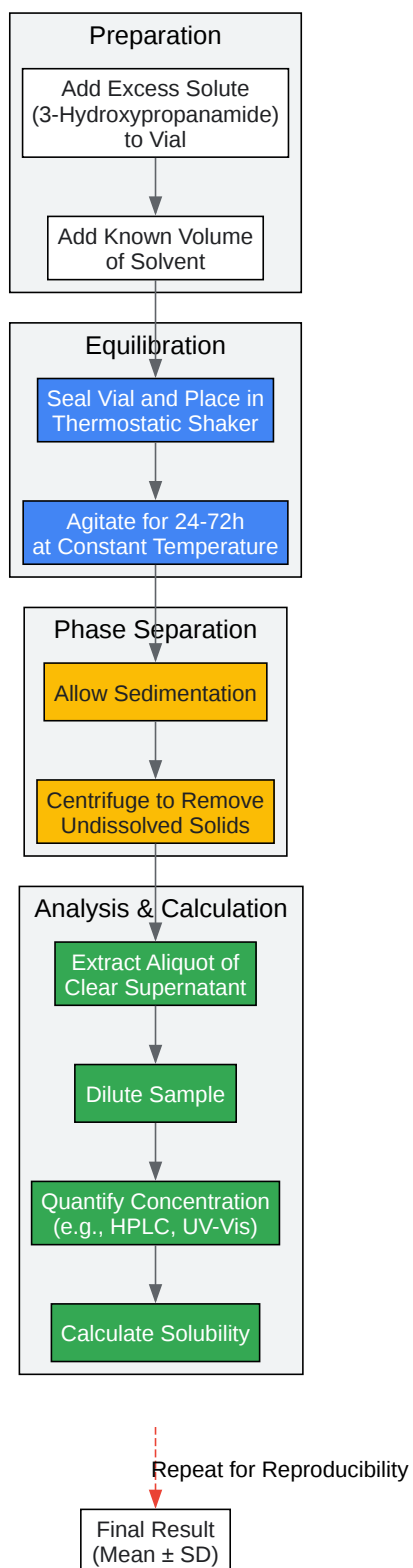 Preparation
Add Excess Solute
(3-Hydroxypropanamide)
to Vial
Add Known Volume
of Solvent
Equilibration
Seal Vial and Place in
Thermostatic Shaker
Agitate for 24-72h
at Constant Temperature
Phase Separation
Allow Sedimentation
Centrifuge to Remove
Undissolved Solids
Analysis & Calculation
Extract Aliquot of
Clear Supernatant
Dilute Sample
Quantify Concentration
(e.g., HPLC, UV-Vis)
Calculate Solubility
Repeat for Reproducibility
Final Result
(Mean ± SD)